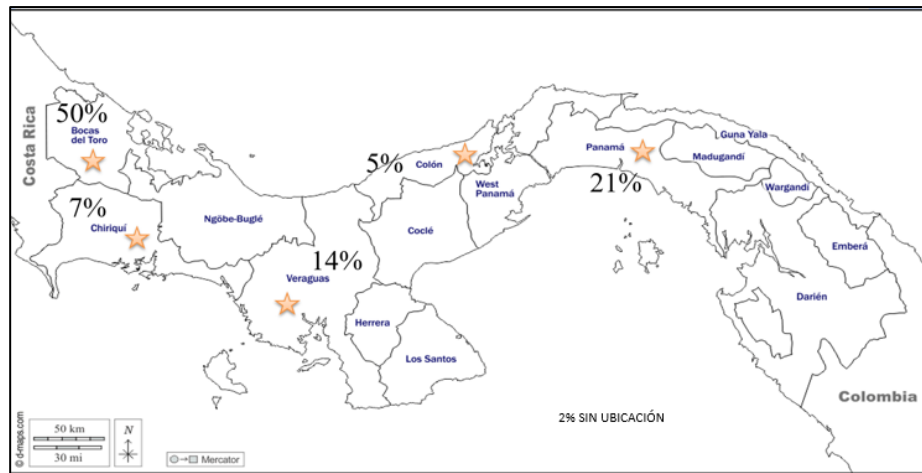 Costa Rica
50%
Bocas
del Toro
7%
Chiriquí
Ngöbe-Buglé
14%
Veraguas
5%
Colón
Coclé
West
Panamá
Herrera
Los Santos
Panamá
21%
Guna Yala
Madugandí
Wargandí
Emberá
Darién
Colombia
2% SIN UBICACIÓN
© d-maps.com
50 km
30 mi
N
Mercator